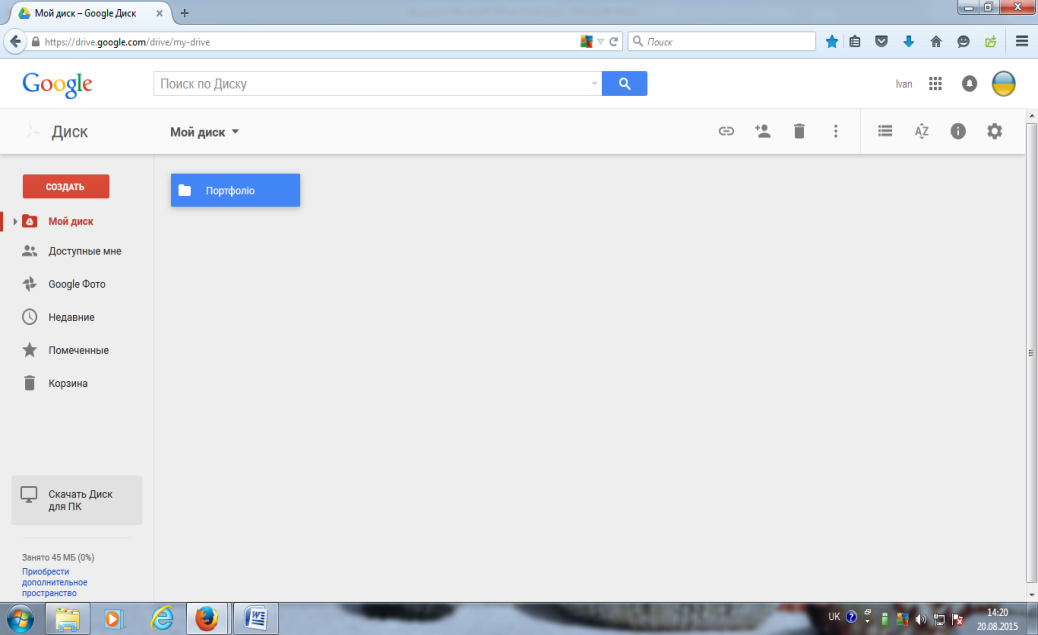 Мой диск – Google Диск
https://drive.google.com/drive/my-drive
Поиск
Google
Поиск по Диску
Ivan
Диск
Мой диск
AZ
СОЗДАТЬ
Портфоліо
Мой диск
Доступные мне
Google Фото
Недавние
Помеченные
Корзина
Скачать Диск
для ПК
Занято 45 МБ (0%)
Приобрести
дополнительное
пространство
UK
14:20
20.08.2015